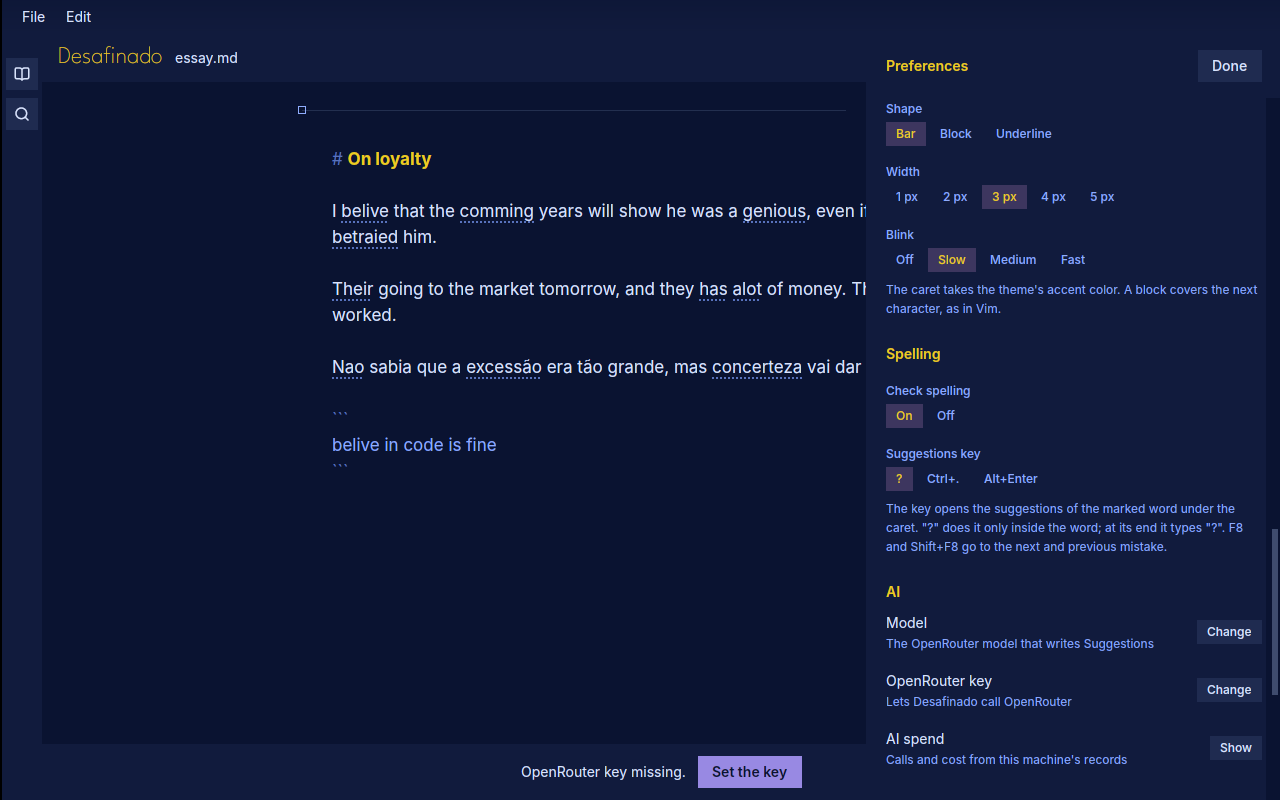 File Edit
Desafinado essay.md
# On loyalty
I belive that the comming years will show he was a genious, even if
betraied him.
Their going to the market tomorrow, and they has alot of money. Th
worked.
Nao sabia que a excessão era tão grande, mas concerteza vai dar
```
belive in code is fine
```
OpenRouter key missing. Set the key
Preferences Done
Shape
Bar Block Underline
Width
1 px 2 px 3 px 4 px 5 px
Blink
Off Slow Medium Fast
The caret takes the theme's accent color. A block covers the next
character, as in Vim.
Spelling
Check spelling
On Off
Suggestions key
? Ctrl+. Alt+Enter
The key opens the suggestions of the marked word under the
caret. "?" does it only inside the word; at its end it types "?". F8
and Shift+F8 go to the next and previous mistake.
AI
Model Change
The OpenRouter model that writes Suggestions
OpenRouter key Change
Lets Desafinado call OpenRouter
AI spend Show
Calls and cost from this machine's records